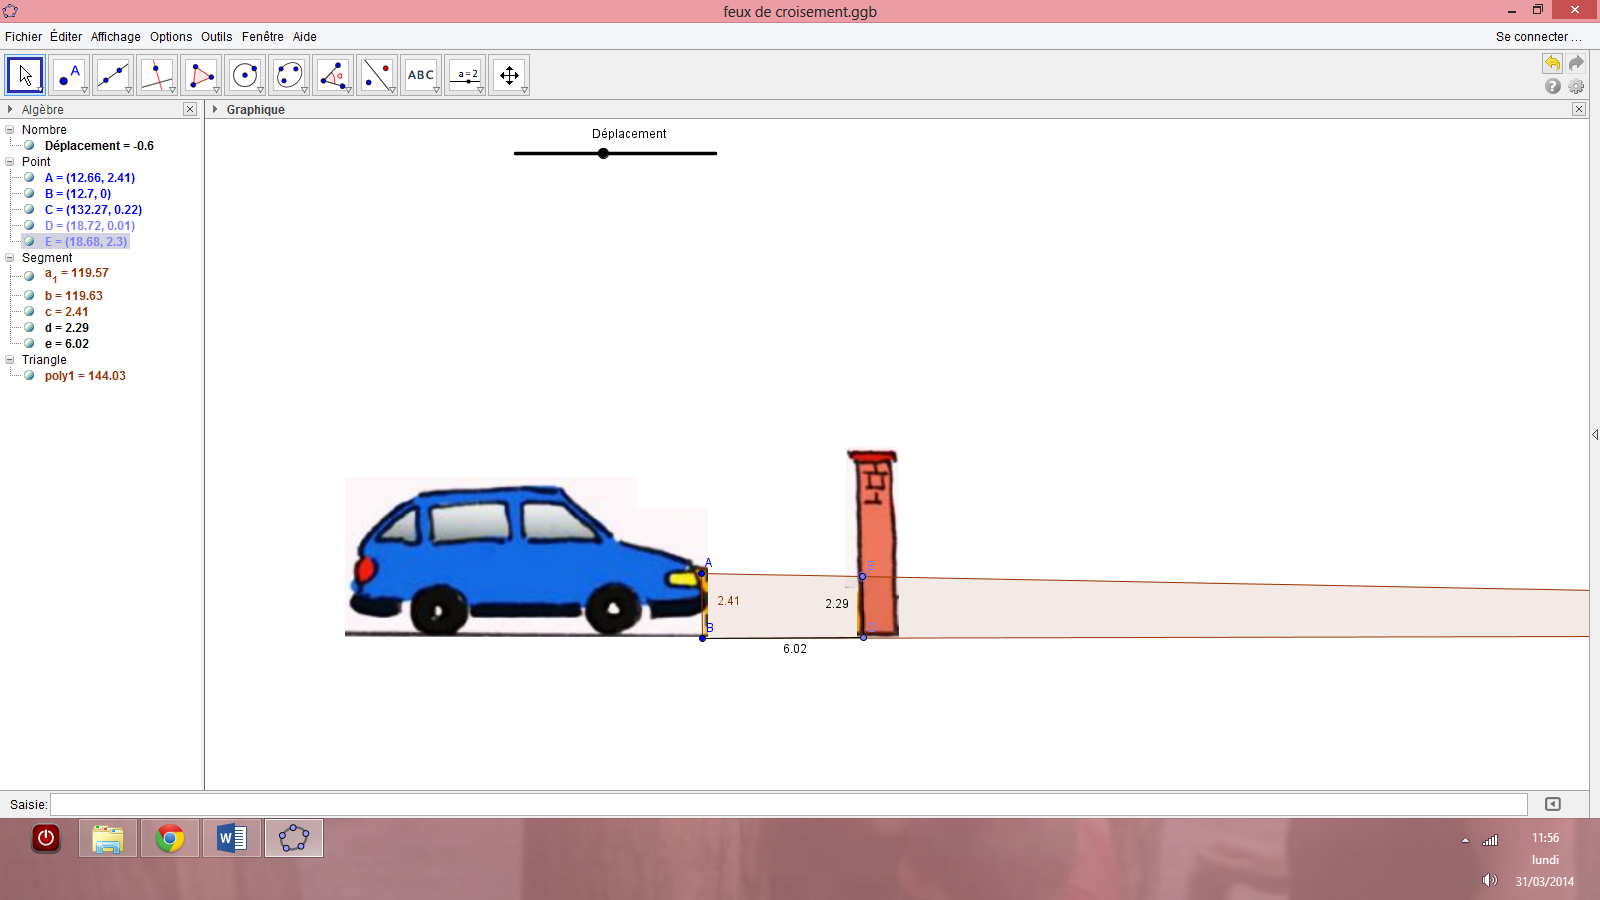 feux de croisement.ggb
Fichier Éditer Affichage Options Outils Fenêtre Aide
Se connecter ...
A
α
ABC
a=2
Algèbre
Graphique
Nombre
Déplacement = -0.6
Point
A = (12.66, 2.41)
B = (12.7, 0)
C = (132.27, 0.22)
D = (18.72, 0.01)
E = (18.68, 2.3)
Segment
a1 = 119.57
b = 119.63
c = 2.41
d = 2.29
e = 6.02
Triangle
poly1 = 144.03
Déplacement
A
2.41
2.29
B
6.02
Saisie:
11:56
lundi
31/03/2014